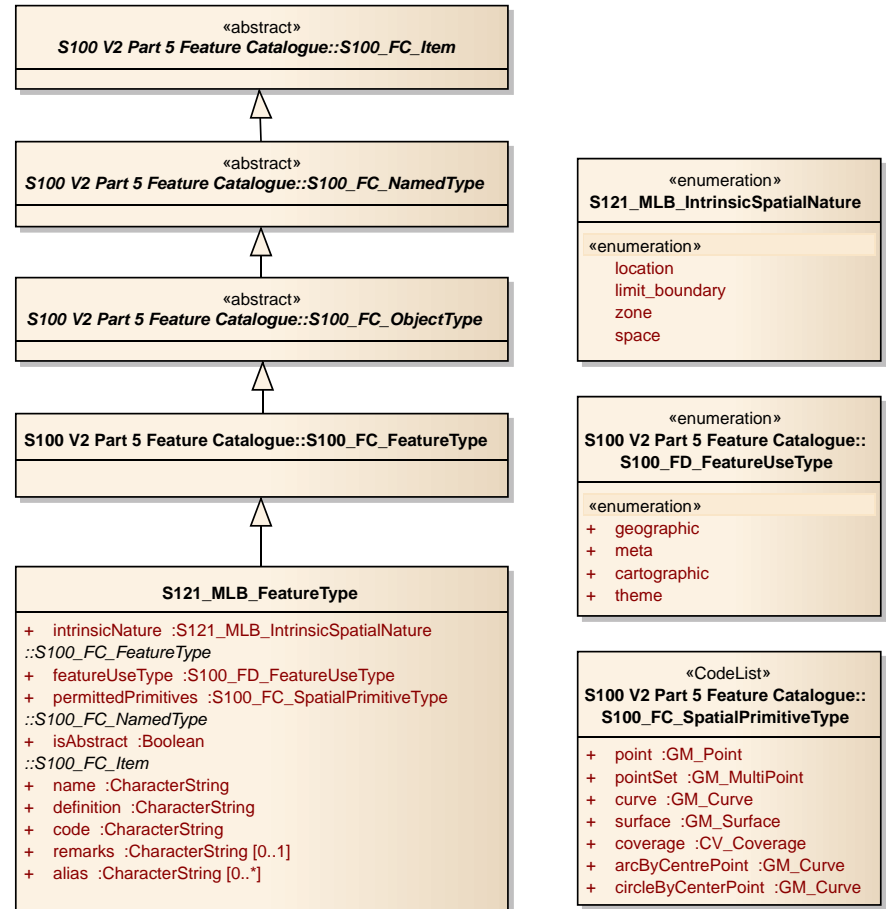 «abstract»
S100 V2 Part 5 Feature Catalogue::S100_FC_Item
«abstract»
S100 V2 Part 5 Feature Catalogue::S100_FC_NamedType
«abstract»
S100 V2 Part 5 Feature Catalogue::S100_FC_ObjectType
S100 V2 Part 5 Feature Catalogue::S100_FC_FeatureType
S121_MLB_FeatureType
+ intrinsicNature :S121_MLB_IntrinsicSpatialNature
::S100_FC_FeatureType
+ featureUseType :S100_FD_FeatureUseType
+ permittedPrimitives :S100_FC_SpatialPrimitiveType
::S100_FC_NamedType
+ isAbstract :Boolean
::S100_FC_Item
+ name :CharacterString
+ definition :CharacterString
+ code :CharacterString
+ remarks :CharacterString [0..1]
+ alias :CharacterString [0..*]
«enumeration»
S121_MLB_IntrinsicSpatialNature
«enumeration»
location
limit_boundary
zone
space
«enumeration»
S100 V2 Part 5 Feature Catalogue::
S100_FD_FeatureUseType
«enumeration»
+ geographic
+ meta
+ cartographic
+ theme
«CodeList»
S100 V2 Part 5 Feature Catalogue::
S100_FC_SpatialPrimitiveType
+ point :GM_Point
+ pointSet :GM_MultiPoint
+ curve :GM_Curve
+ surface :GM_Surface
+ coverage :CV_Coverage
+ arcByCentrePoint :GM_Curve
+ circleByCenterPoint :GM_Curve